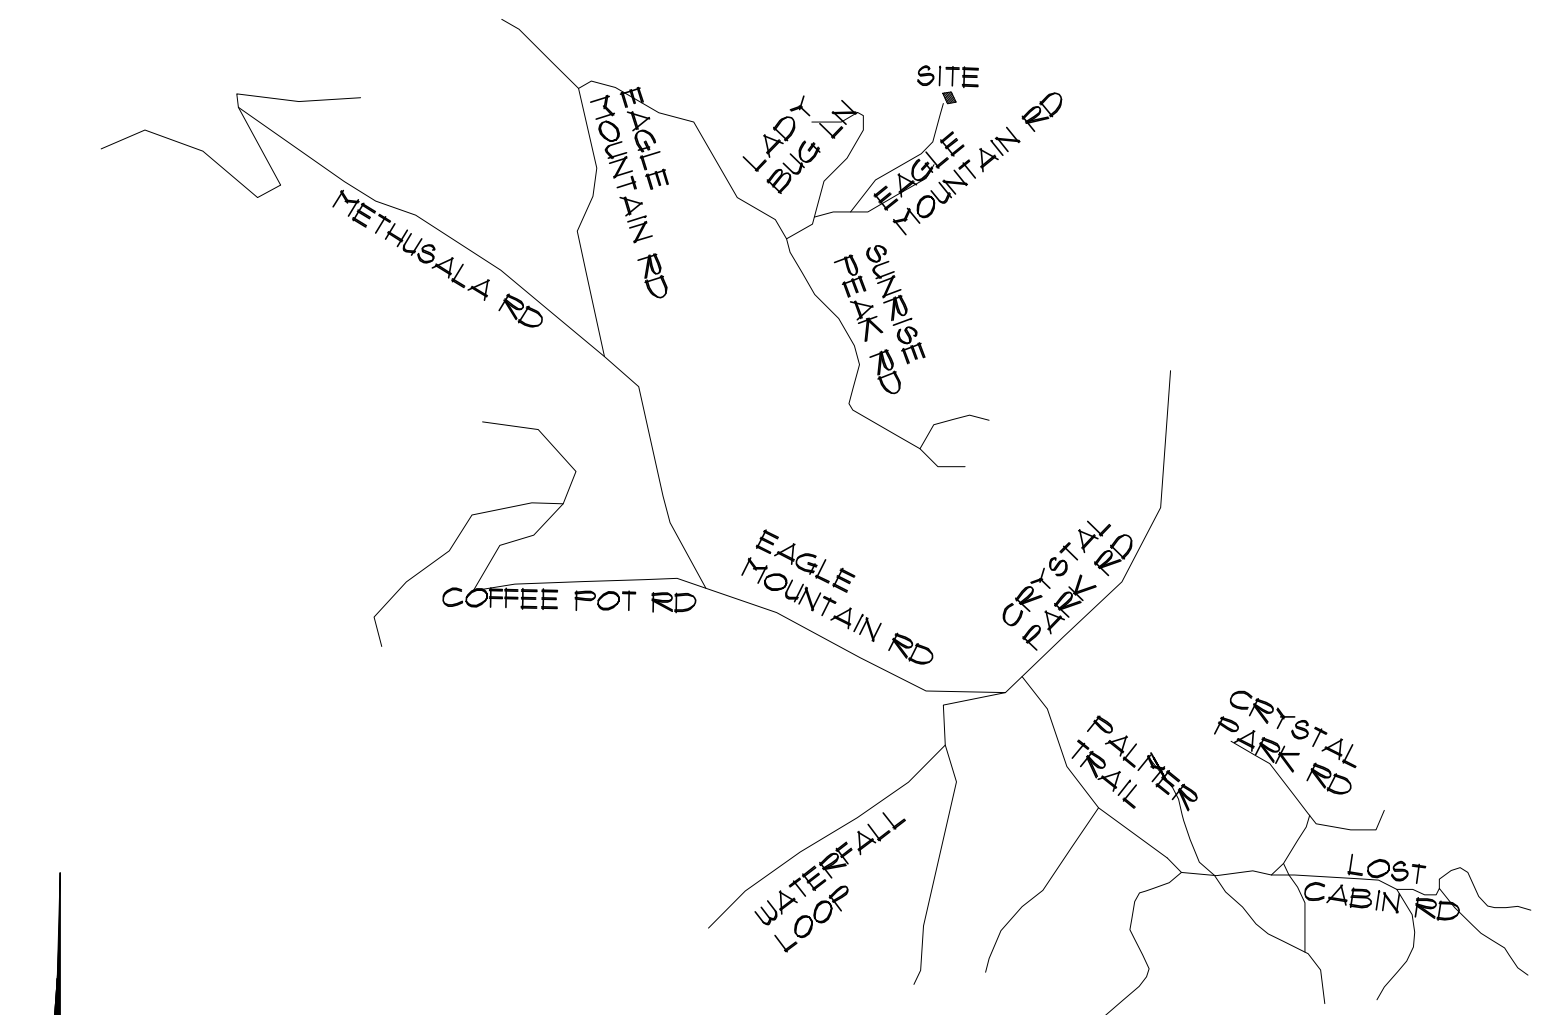 SITE
LADY
BUG LN
EAGLE
MOUNTAIN RD
EAGLE
MOUNTAIN RD
METHUSALA RD
SUNRISE
PEAK RD
EAGLE
MOUNTAIN RD
CRYSTAL
PARK RD
COFFEE POT RD
CRYSTAL
PARK RD
PALMER
TRAIL
WATERFALL
LOOP
LOST
CABIN RD